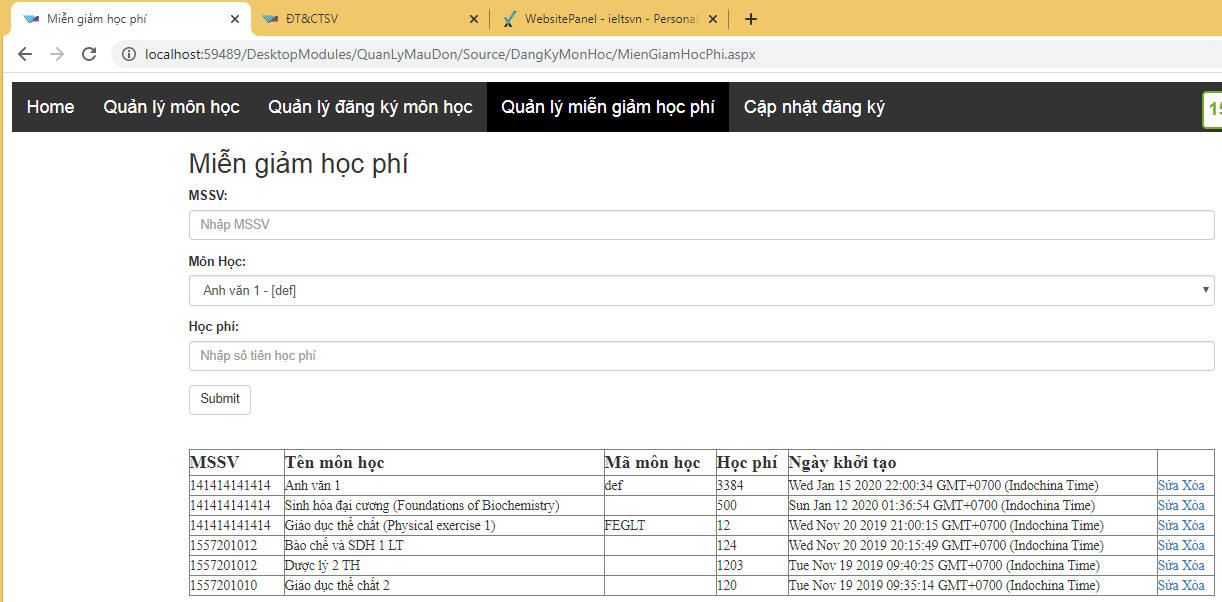 Miễn giảm học phí
ĐT&CTSV
WebsitePanel - ieltsvn - Personal
localhost:59489/DesktopModules/QuanLyMauDon/Source/DangKyMonHoc/MienGiamHocPhi.aspx
Home Quản lý môn học Quản lý đăng ký môn học Quản lý miễn giảm học phí Cập nhật đăng ký
Miễn giảm học phí
MSSV:
Nhập MSSV
Môn Học:
Anh văn 1 - [def]
Học phí:
Nhập số tiền học phí
Submit
MSSV Tên môn học Mã môn học Học phí Ngày khởi tạo
141414141414 Anh văn 1 def 3384 Wed Jan 15 2020 22:00:34 GMT+0700 (Indochina Time) Sửa Xóa
141414141414 Sinh hóa đại cương (Foundations of Biochemistry) 500 Sun Jan 12 2020 01:36:54 GMT+0700 (Indochina Time) Sửa Xóa
141414141414 Giáo dục thể chất (Physical exercise 1) FEGLT 12 Wed Nov 20 2019 21:00:15 GMT+0700 (Indochina Time) Sửa Xóa
1557201012 Bào chế và SDH 1 LT 124 Wed Nov 20 2019 20:15:49 GMT+0700 (Indochina Time) Sửa Xóa
1557201012 Dược lý 2 TH 1203 Tue Nov 19 2019 09:40:25 GMT+0700 (Indochina Time) Sửa Xóa
1557201010 Giáo dục thể chất 2 120 Tue Nov 19 2019 09:35:14 GMT+0700 (Indochina Time) Sửa Xóa